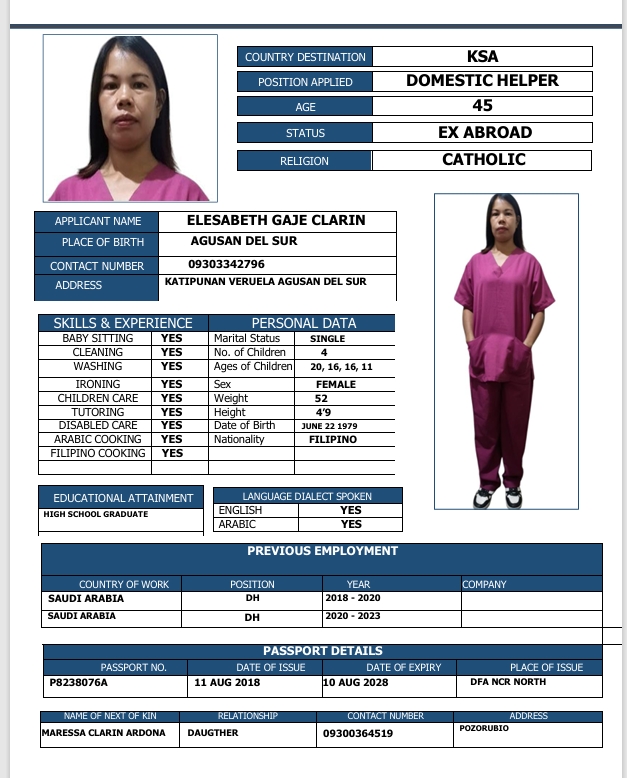 COUNTRY DESTINATION KSA
POSITION APPLIED DOMESTIC HELPER
AGE 45
STATUS EX ABROAD
RELIGION CATHOLIC
APPLICANT NAME ELESABETH GAJE CLARIN
PLACE OF BIRTH AGUSAN DEL SUR
CONTACT NUMBER 09303342796
ADDRESS KATIPUNAN VERUELA AGUSAN DEL SUR
SKILLS & EXPERIENCE PERSONAL DATA
BABY SITTING YES Marital Status SINGLE
CLEANING YES No. of Children 4
WASHING YES Ages of Children 20, 16, 16, 11
IRONING YES Sex FEMALE
CHILDREN CARE YES Weight 52
TUTORING YES Height 4'9
DISABLED CARE YES Date of Birth JUNE 22 1979
ARABIC COOKING YES Nationality FILIPINO
FILIPINO COOKING YES
EDUCATIONAL ATTAINMENT
HIGH SCHOOL GRADUATE
LANGUAGE DIALECT SPOKEN
ENGLISH YES
ARABIC YES
PREVIOUS EMPLOYMENT
COUNTRY OF WORK POSITION YEAR COMPANY
SAUDI ARABIA DH 2018 - 2020
SAUDI ARABIA DH 2020 - 2023
PASSPORT DETAILS
PASSPORT NO. DATE OF ISSUE DATE OF EXPIRY PLACE OF ISSUE
P8238076A 11 AUG 2018 10 AUG 2028 DFA NCR NORTH
NAME OF NEXT OF KIN RELATIONSHIP CONTACT NUMBER ADDRESS
MARESSA CLARIN ARDONA DAUGTHER 09300364519 POZORUBIO